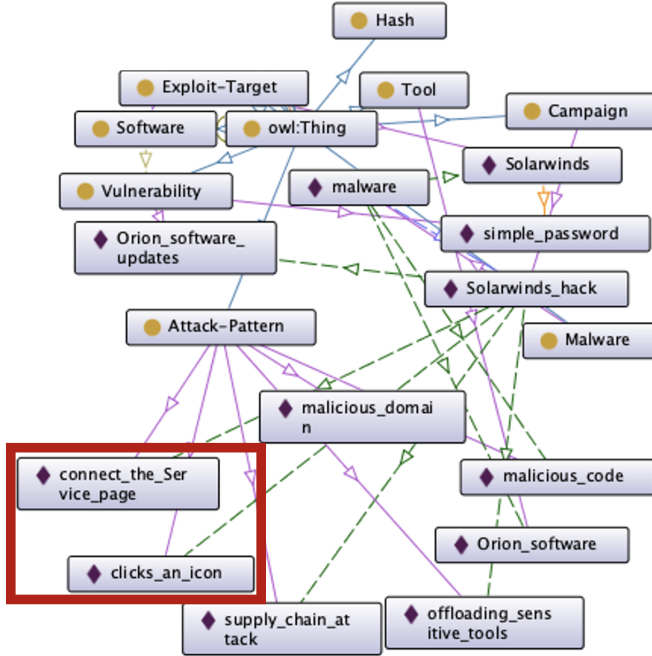 Hash
Exploit-Target
Tool
Campaign
Software
owl:Thing
Solarwinds
Vulnerability
malware
Orion_software_
updates
simple_password
Solarwinds_hack
Attack-Pattern
Malware
malicious_domai
n
connect_the_Ser
vice_page
malicious_code
Orion_software
clicks_an_icon
supply_chain_at
tack
offloading_sens
itive_tools